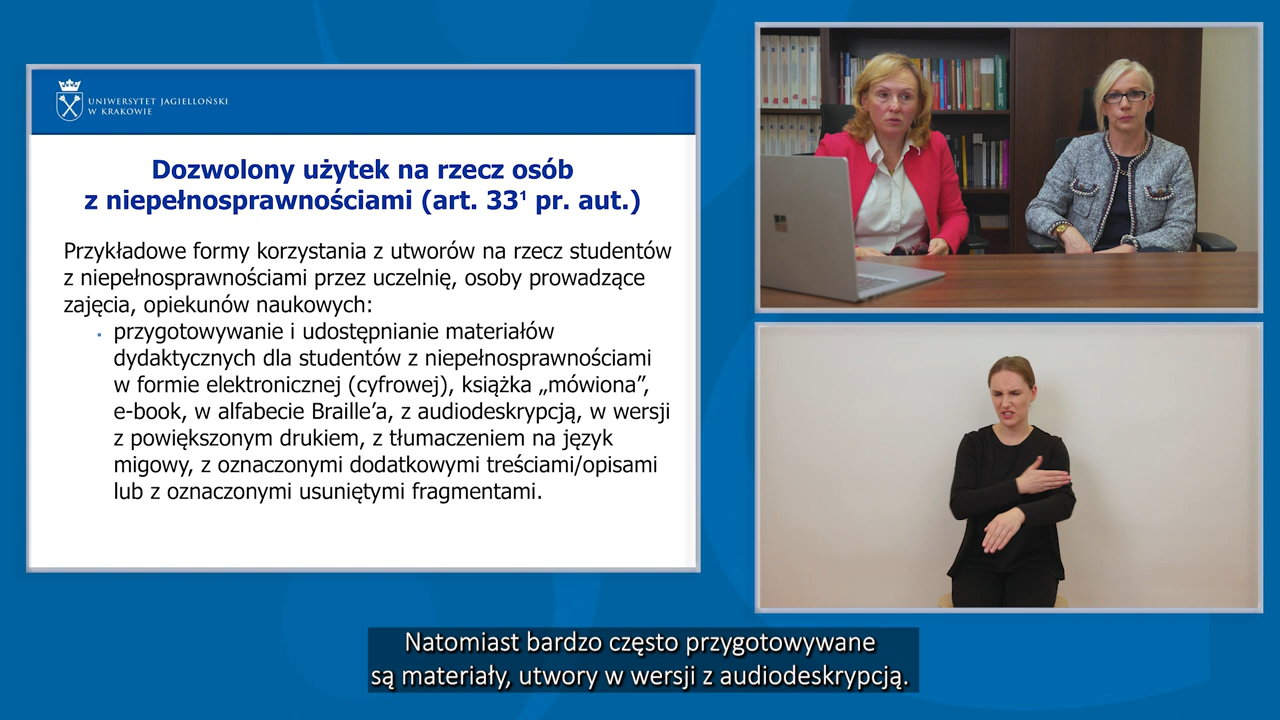 UNIWERSYTET JAGIELLOŃSKI
W KRAKOWIE
Dozwolony użytek na rzecz osób
z niepełnosprawnościami (art. 33¹ pr. aut.)
Przykładowe formy korzystania z utworów na rzecz studentów
z niepełnosprawnościami przez uczelnię, osoby prowadzące
zajęcia, opiekunów naukowych:
▪ przygotowywanie i udostępnianie materiałów
dydaktycznych dla studentów z niepełnosprawnościami
w formie elektronicznej (cyfrowej), książka „mówiona”,
e-book, w alfabecie Braille’a, z audiodeskrypcją, w wersji
z powiększonym drukiem, z tłumaczeniem na język
migowy, z oznaczonymi dodatkowymi treściami/opisami
lub z oznaczonymi usuniętymi fragmentami.
Natomiast bardzo często przygotowywane
są materiały, utwory w wersji z audiodeskrypcją.